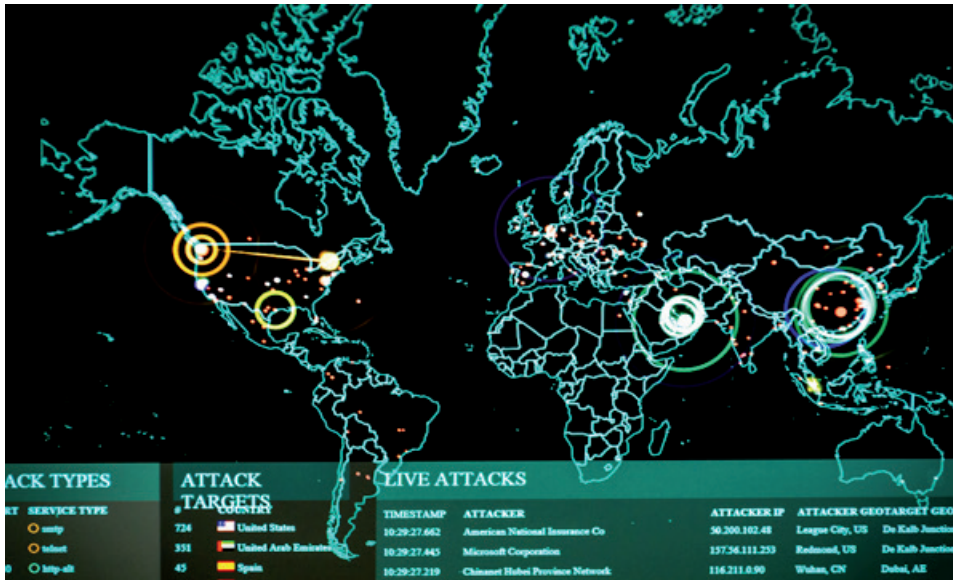 ACK TYPES
RT SERVICE TYPE
smtp
telnet
0 http-alt
ATTACK
TARGETS
# COUNTRY
724 United States
351 United Arab Emirates
45 Spain
LIVE ATTACKS
TIMESTAMP ATTACKER ATTACKER IP ATTACKER GEO TARGET GEO
10:29:27.662 American National Insurance Co 50.200.102.48 League City, US De Kalb Junction
10:29:27.445 Microsoft Corporation 157.56.111.253 Redmond, US De Kalb Junction
10:29:27.219 Chinanet Hubei Province Network 116.211.0.90 Wuhan, CN Dubai, AE